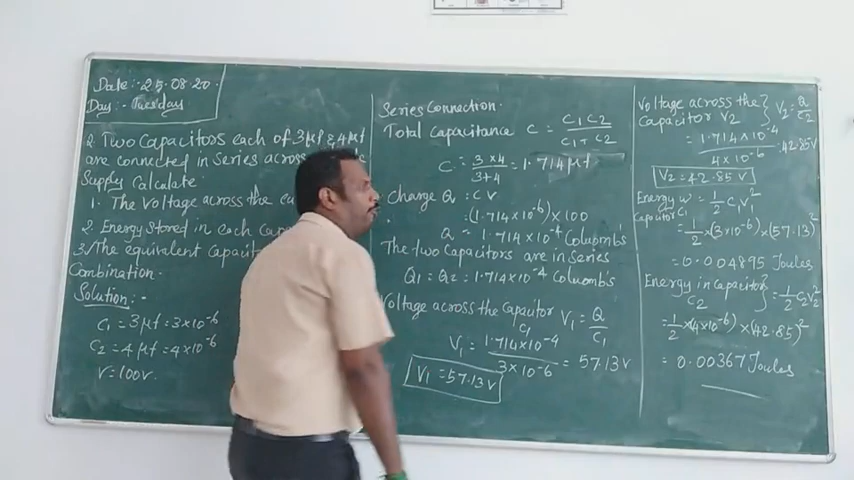 Date:- 25.08.20
Day:- Tuesday
Q. Two Capacitors each of 3μf & 4μf
are connected in Series across
Supply Calculate
1. The Voltage across the
2. Energy Stored in each
3. The equivalent
Combination.
Solution:-
C1 = 3μf = 3×10^-6
C2 = 4μf = 4×10^-6
V=100V.
Series Connection.
Total Capacitance C = C1 C2 / C1 + C2
C = 3×4 / 3+4 = 1.714μf
Charge Q = CV
= (1.714×10^-6)×100
Q = 1.714×10^-4 Coluomb's
The two Capacitors are in Series
Q1 = Q2 = 1.714×10^-4 Coluomb's
Voltage across the Capacitor C1 V1 = Q / C1
V1 = 1.714×10^-4 / 3×10^-6 = 57.13V
V1 = 57.13V
Voltage across the } V2 = Q / C2
Capacitor V2
= 1.714×10^-4 / 4×10^-6 = 42.85V
V2 = 42.85V
Energy W = 1/2 C1V1^2
Capacitor C1
= 1/2 ×(3×10^-6)×(57.13)^2
= 0.004895 Joules
Energy in Capacitor C2 } = 1/2 C2V2^2
= 1/2 ×(4×10^-6)×(42.85)^2
= 0.00367 Joules